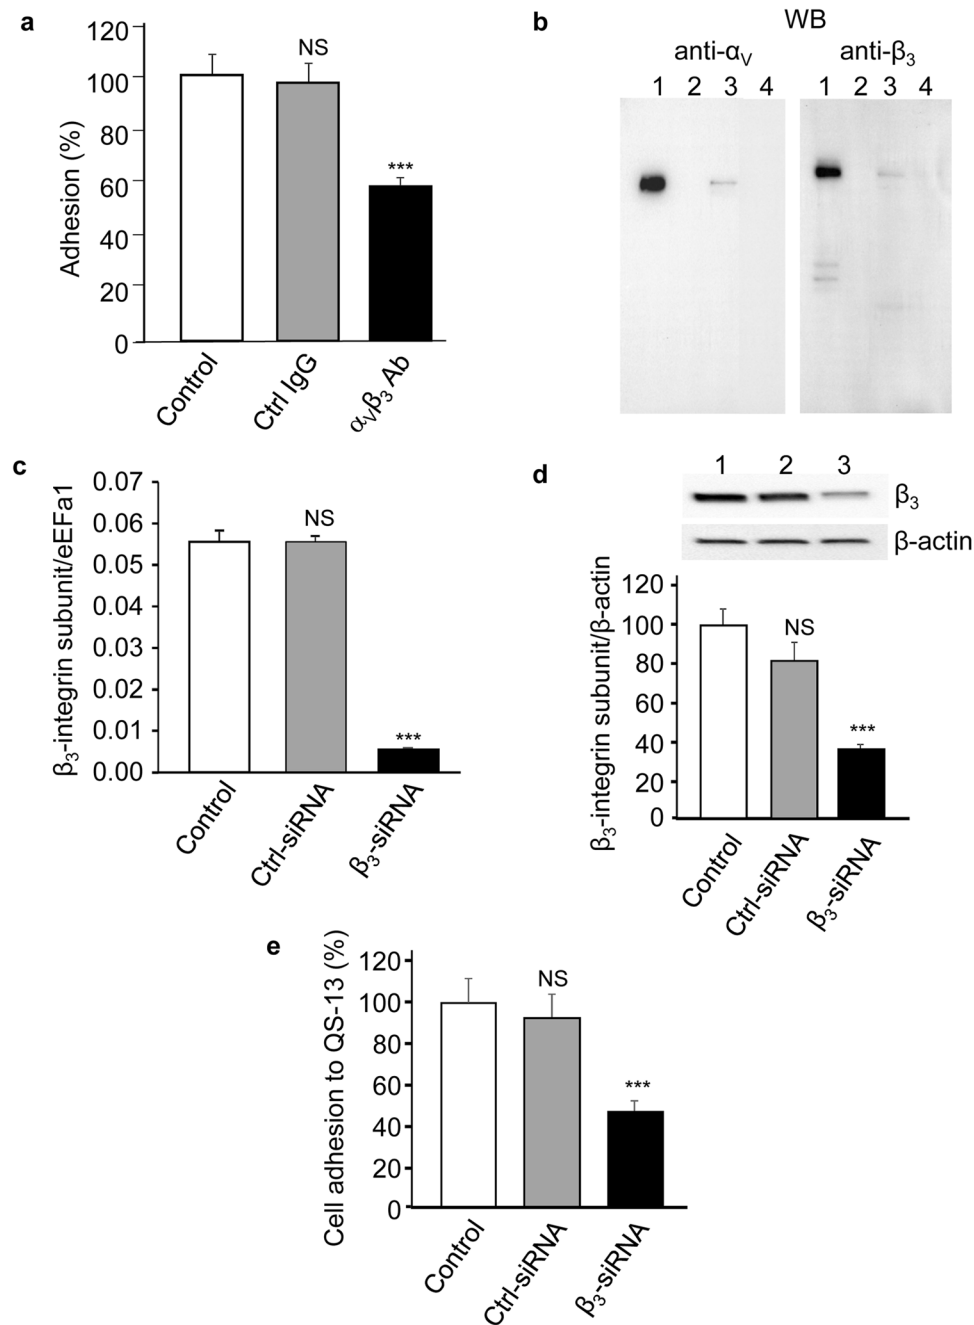 a
Adhesion (%)
120
100
80
60
40
20
0
NS
***
Control
Ctrl IgG
αVβ3 Ab
b
WB
anti-αV
anti-β3
1 2 3 4
1 2 3 4
c
β3-integrin subunit/eEFa1
0.07
0.06
0.05
0.04
0.03
0.02
0.01
0.00
NS
***
Control
Ctrl-siRNA
β3-siRNA
d
1 2 3
β3
β-actin
β3-integrin subunit/β-actin
120
100
80
60
40
20
0
NS
***
Control
Ctrl-siRNA
β3-siRNA
e
Cell adhesion to QS-13 (%)
120
100
80
60
40
20
0
NS
***
Control
Ctrl-siRNA
β3-siRNA